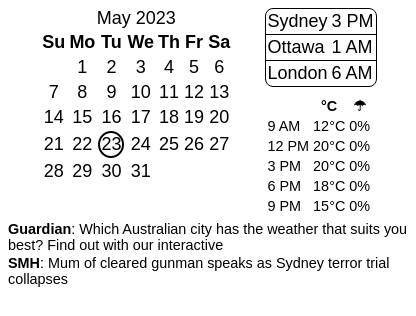 May 2023
Su Mo Tu We Th Fr Sa
1 2 3 4 5 6
7 8 9 10 11 12 13
14 15 16 17 18 19 20
21 22 23 24 25 26 27
28 29 30 31
Sydney 3 PM
Ottawa 1 AM
London 6 AM
°C ☂
9 AM 12°C 0%
12 PM 20°C 0%
3 PM 20°C 0%
6 PM 18°C 0%
9 PM 15°C 0%
Guardian: Which Australian city has the weather that suits you
best? Find out with our interactive
SMH: Mum of cleared gunman speaks as Sydney terror trial
collapses